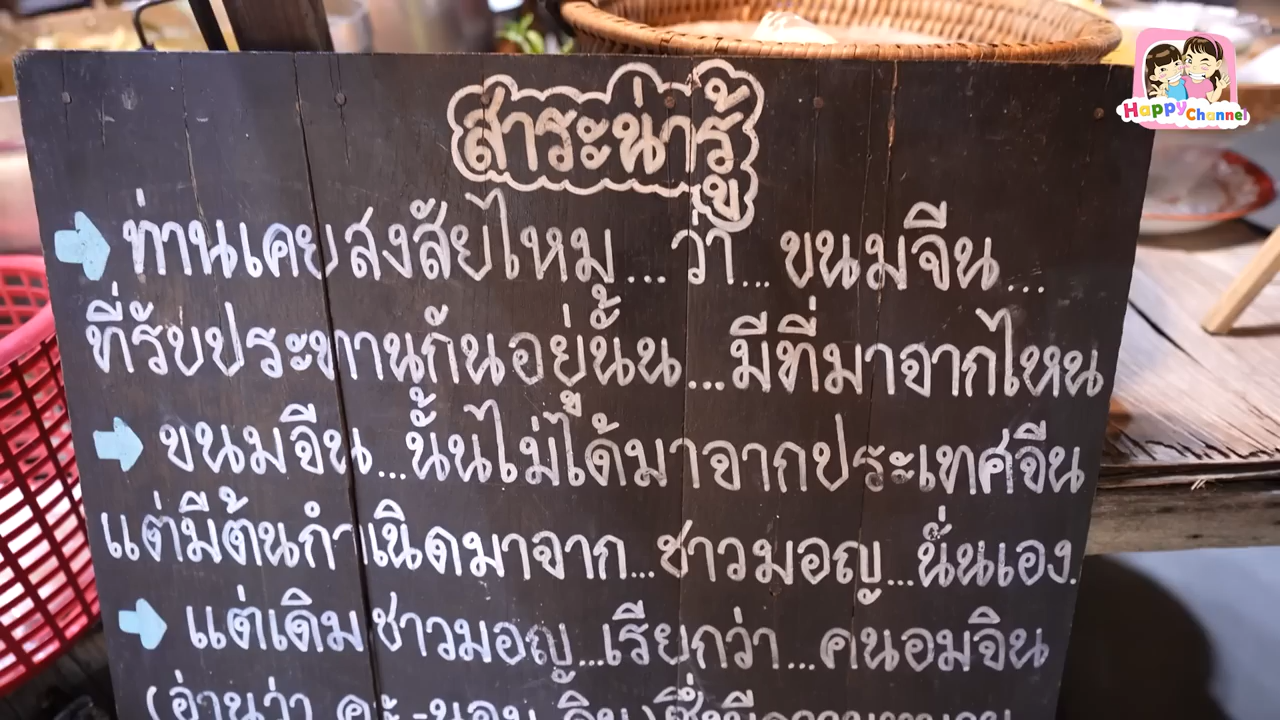 Happy Channel
สาระน่ารู้
ท่านเคยสงสัยไหม... ว่า... ขนมจีน...
ที่รับประทานกันอยู่นั้น...มีที่มาจากไหน
ขนมจีน...นั้นไม่ได้มาจากประเทศจีน
แต่มีต้นกำเนิดมาจาก...ชาวมอญ...นั่นเอง.
แต่เดิมชาวมอญ...เรียกว่า...คนอมจิน
(อ่านว่า